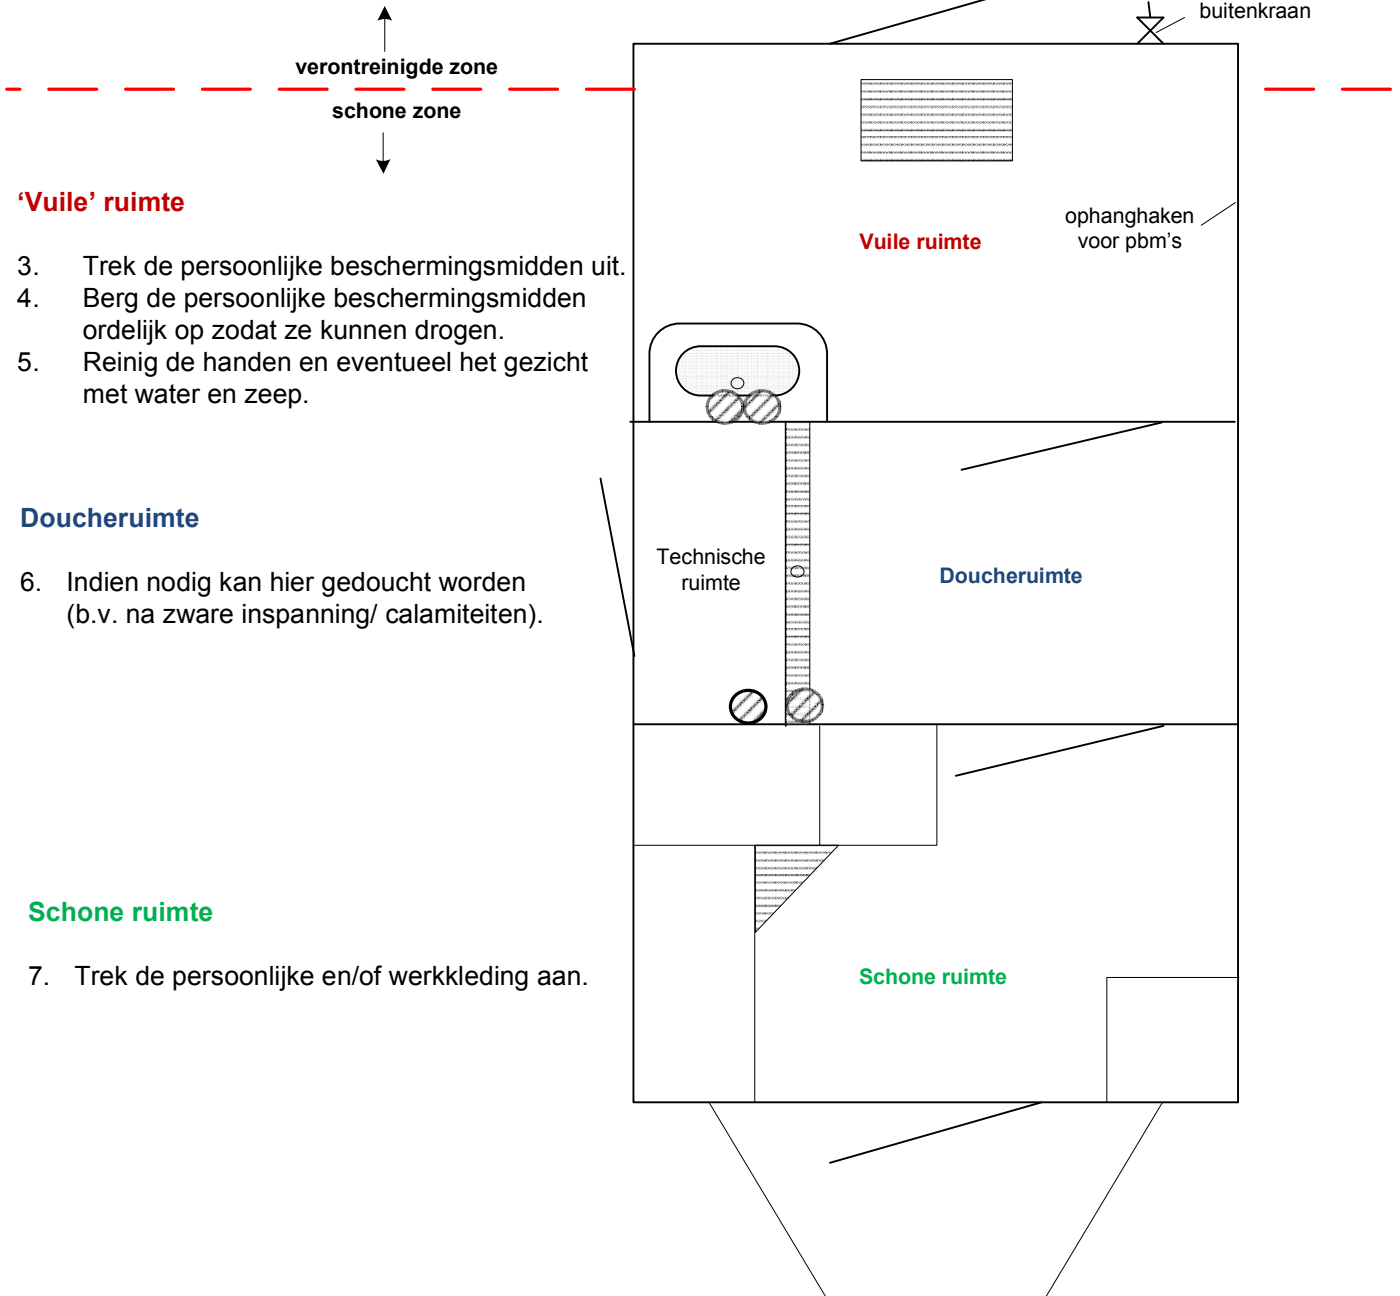 buitenkraan
verontreinigde zone
schone zone
‘Vuile’ ruimte
3. Trek de persoonlijke beschermingsmidden uit.
4. Berg de persoonlijke beschermingsmidden
ordelijk op zodat ze kunnen drogen.
5. Reinig de handen en eventueel het gezicht
met water en zeep.
Vuile ruimte
ophanghaken
voor pbm’s
Doucheruimte
6. Indien nodig kan hier gedoucht worden
(b.v. na zware inspanning/ calamiteiten).
Technische
ruimte
Doucheruimte
Schone ruimte
7. Trek de persoonlijke en/of werkkleding aan.
Schone ruimte